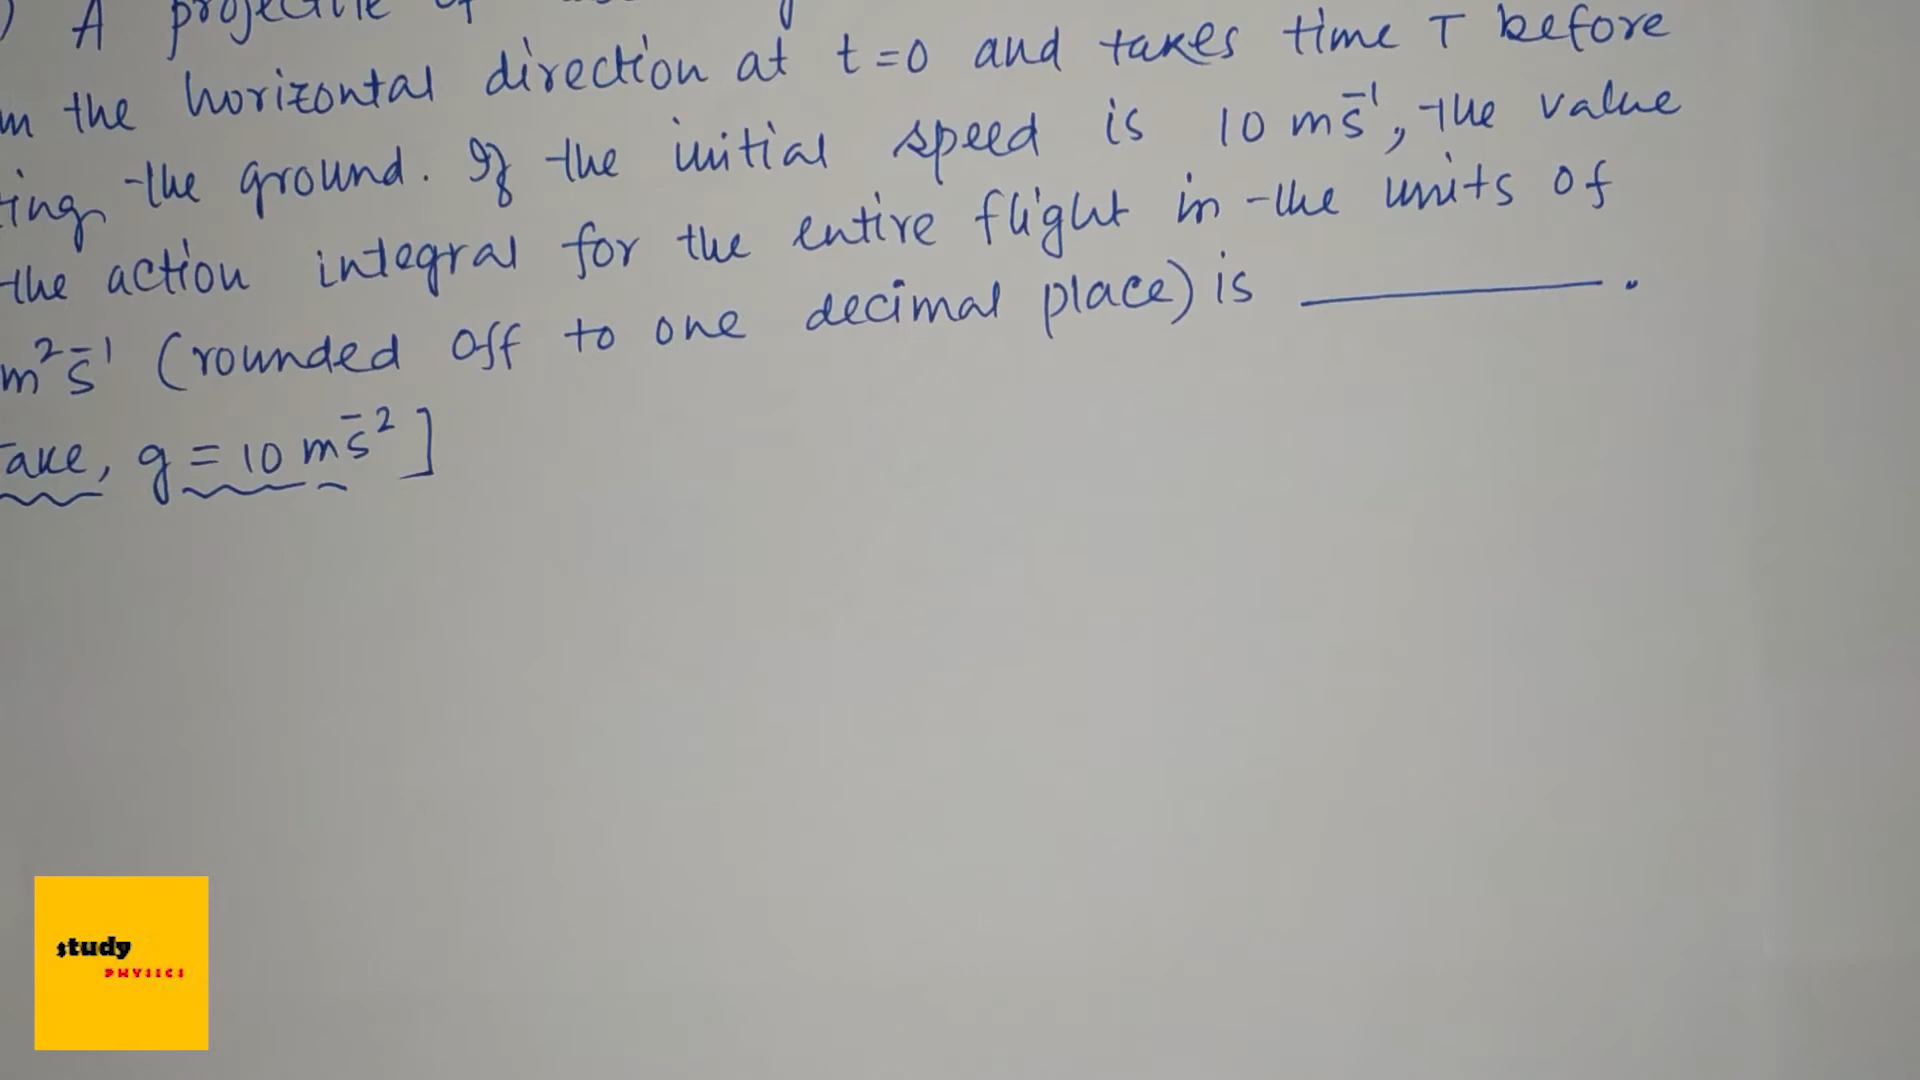 ) A projectile of
m the horizontal direction at t=0 and takes time T before
ting the ground. If the initial speed is 10 ms⁻¹, the value
the action integral for the entire flight in the units of
m²s⁻¹ (rounded off to one decimal place) is ________.
ake, g = 10 ms⁻²]
study
PHYSICS